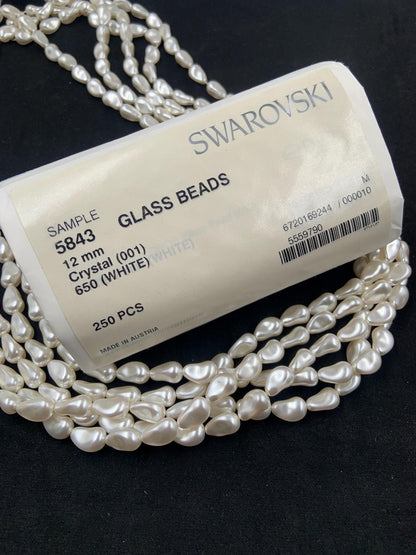 SWAROVSKI
SAMPLE
5843 GLASS BEADS
12 mm
Crystal (001)
650 (WHITE) WHITE)
250 PCS
MADE IN AUSTRIA
M
6720169244 / 000010
5559790